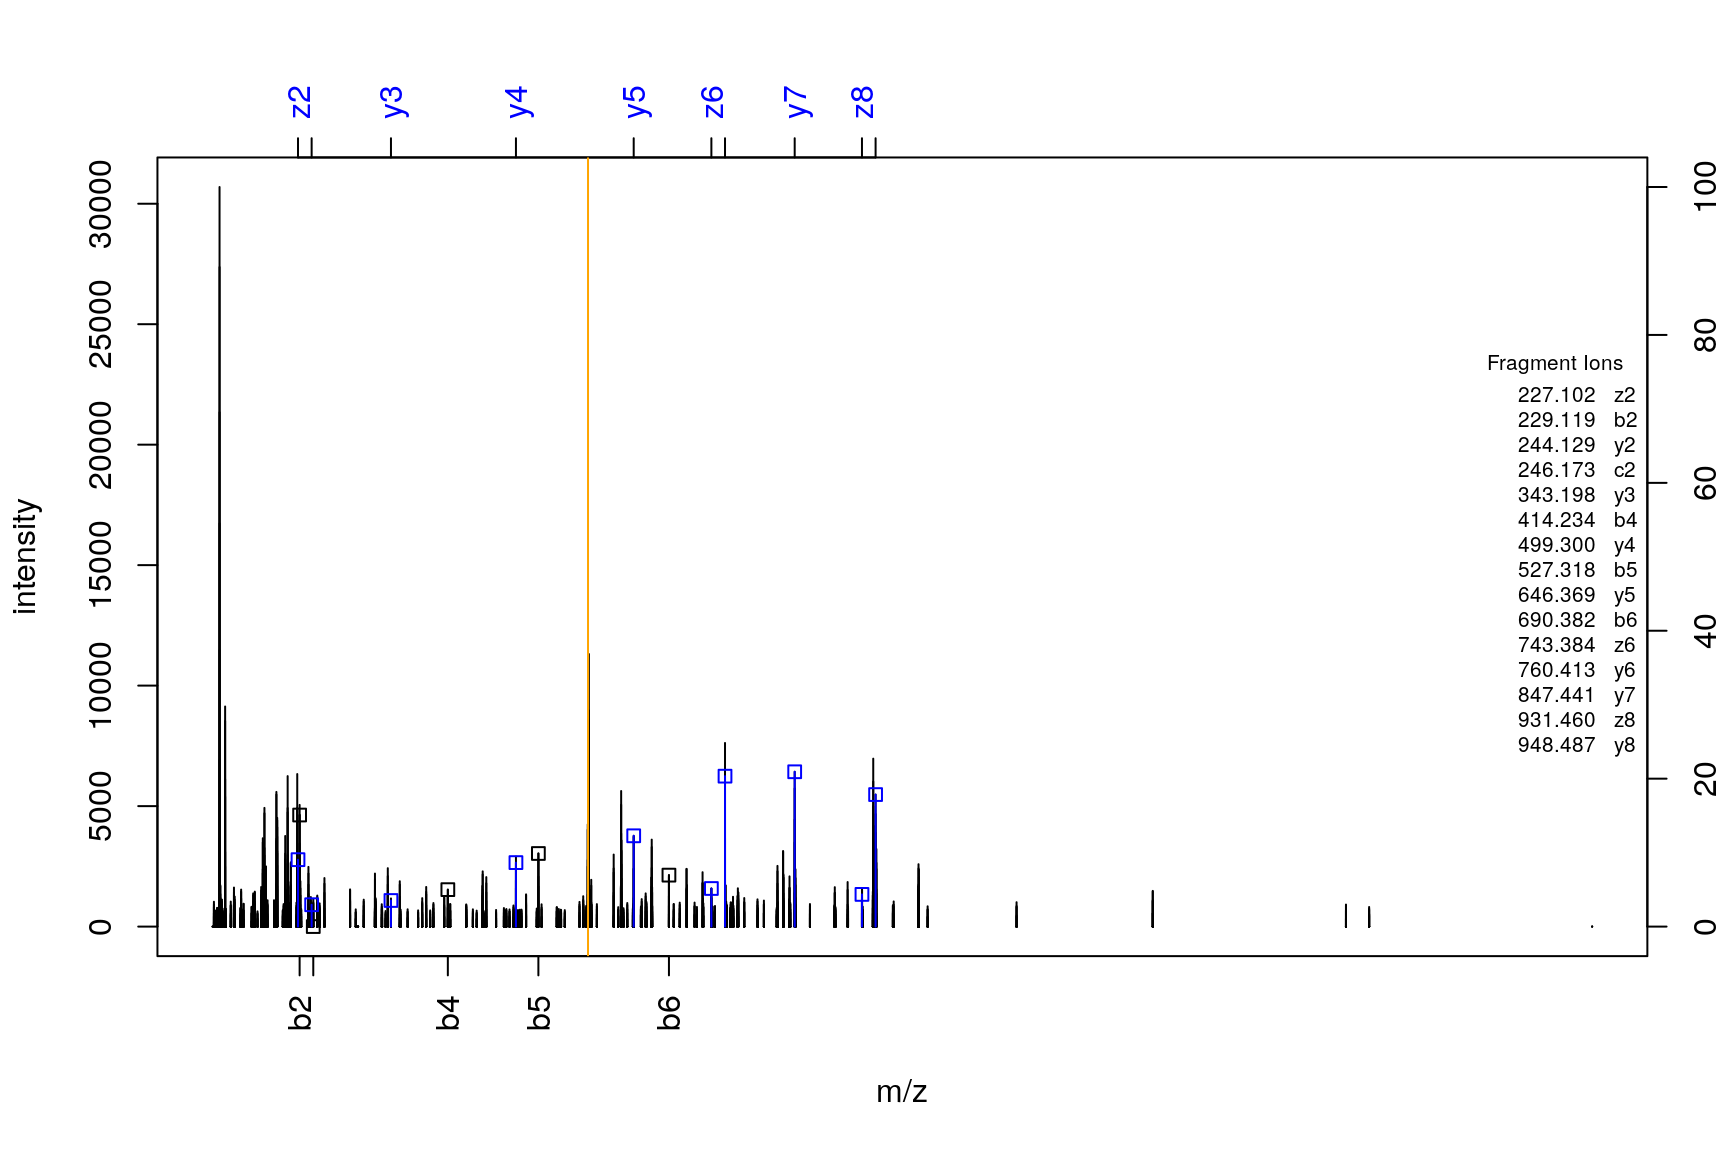 z2 y3 y4 y5 z6 y7 z8
30000
25000
20000
15000
10000
5000
0
intensity
100
80
60
40
20
0
Fragment Ions
227.102 z2
229.119 b2
244.129 y2
246.173 c2
343.198 y3
414.234 b4
499.300 y4
527.318 b5
646.369 y5
690.382 b6
743.384 z6
760.413 y6
847.441 y7
931.460 z8
948.487 y8
b2 b4 b5 b6
m/z